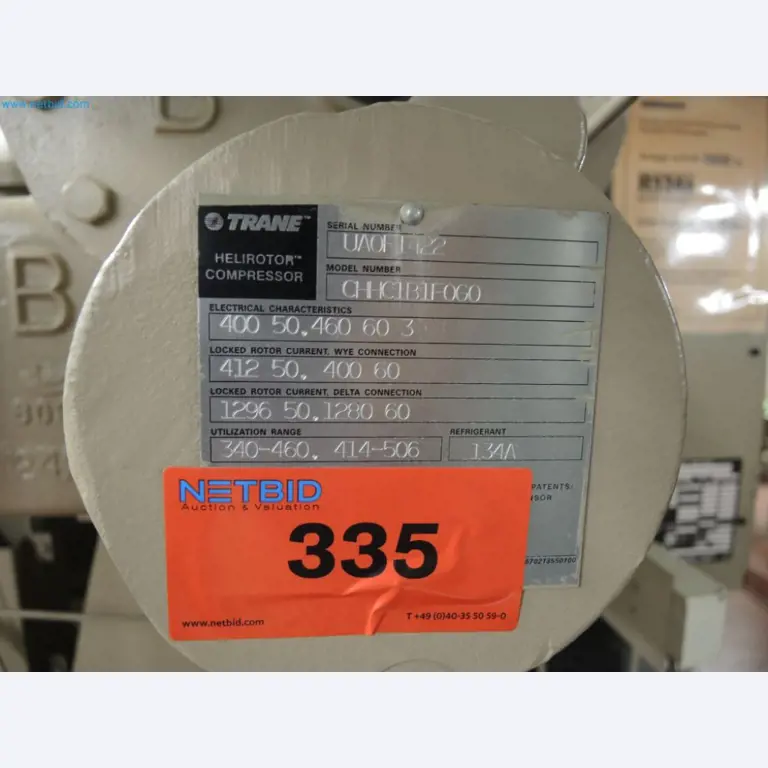 www.netbid.com
B
TRANE™
HELIROTOR™
COMPRESSOR
SERIAL NUMBER
UA0F1422
MODEL NUMBER
CHHC1B1F0G0
ELECTRICAL CHARACTERISTICS
400 50.460 60 3
LOCKED ROTOR CURRENT, WYE CONNECTION
412 50. 400 60
LOCKED ROTOR CURRENT, DELTA CONNECTION
1296 50.1280 60
UTILIZATION RANGE
340-460. 414-506
REFRIGERANT
134A
B
PATENTS:
NETBID
Auction & Valuation
335
www.netbid.com
T +49 (0)40-35 50 59-0